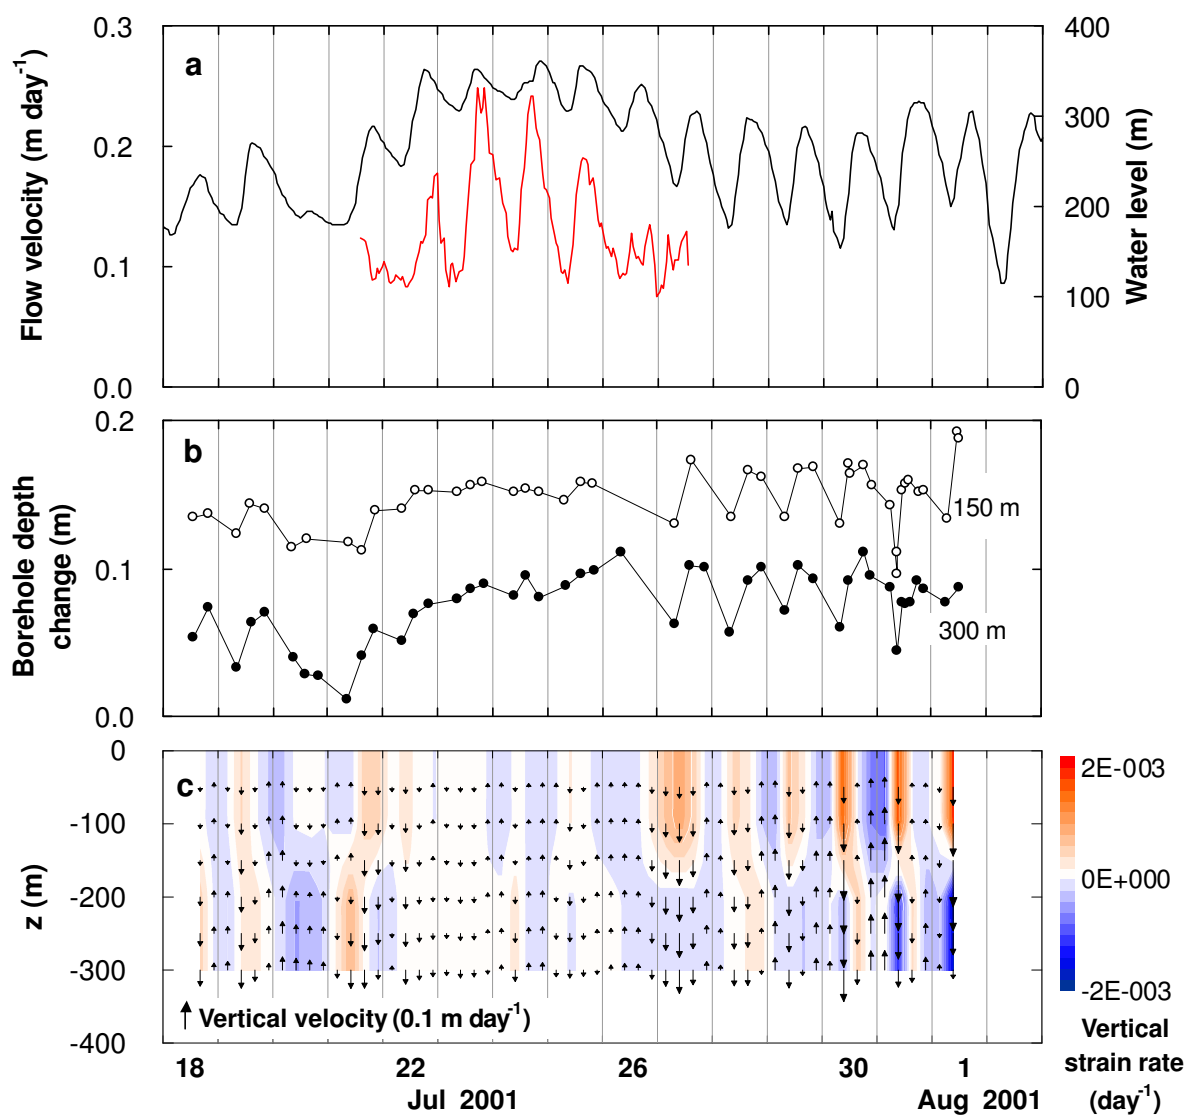 a
0.3
0.2
0.1
0.0
Flow velocity (m day⁻¹)
400
300
200
100
0
Water level (m)
b
0.2
0.1
0.0
Borehole depth
change (m)
150 m
300 m
c
0
-100
-200
-300
-400
z (m)
Vertical velocity (0.1 m day⁻¹)
2E-003
0E+000
-2E-003
Vertical
strain rate
(day⁻¹)
18 22 26 30 1
Jul 2001 Aug 2001